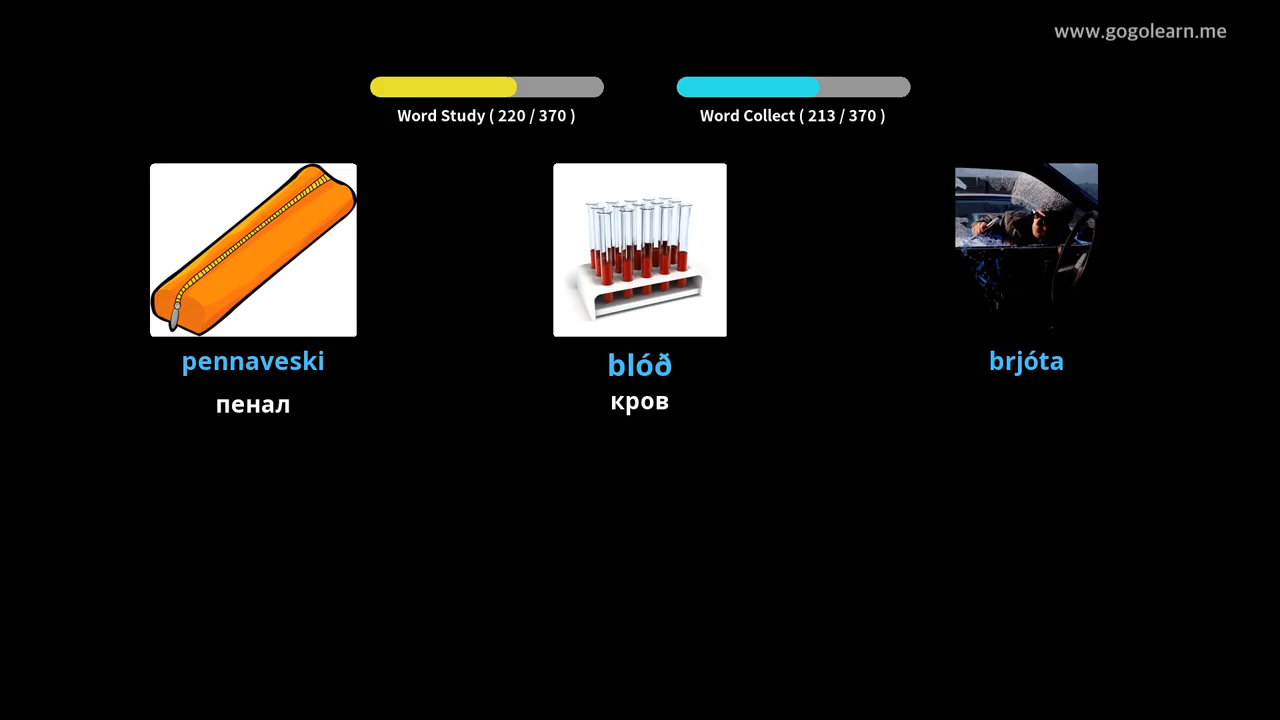 www.gogolearn.me
Word Study ( 220 / 370 )
Word Collect ( 213 / 370 )
pennaveski
пенал
blóð
кров
brjóta